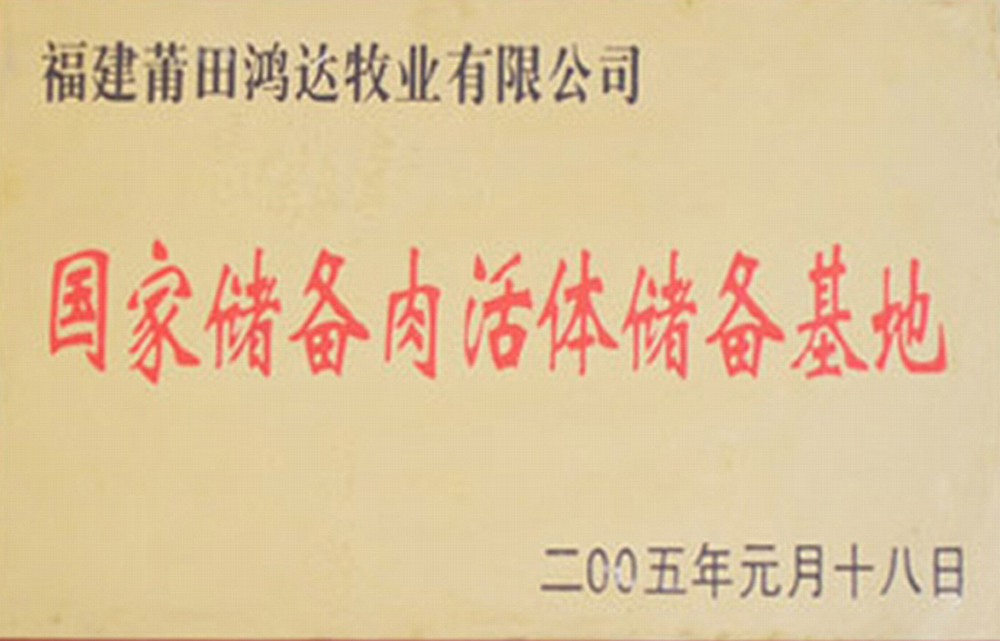 福建莆田鸿达牧业有限公司
国家储备肉活体储备基地
二00五年元月十八日